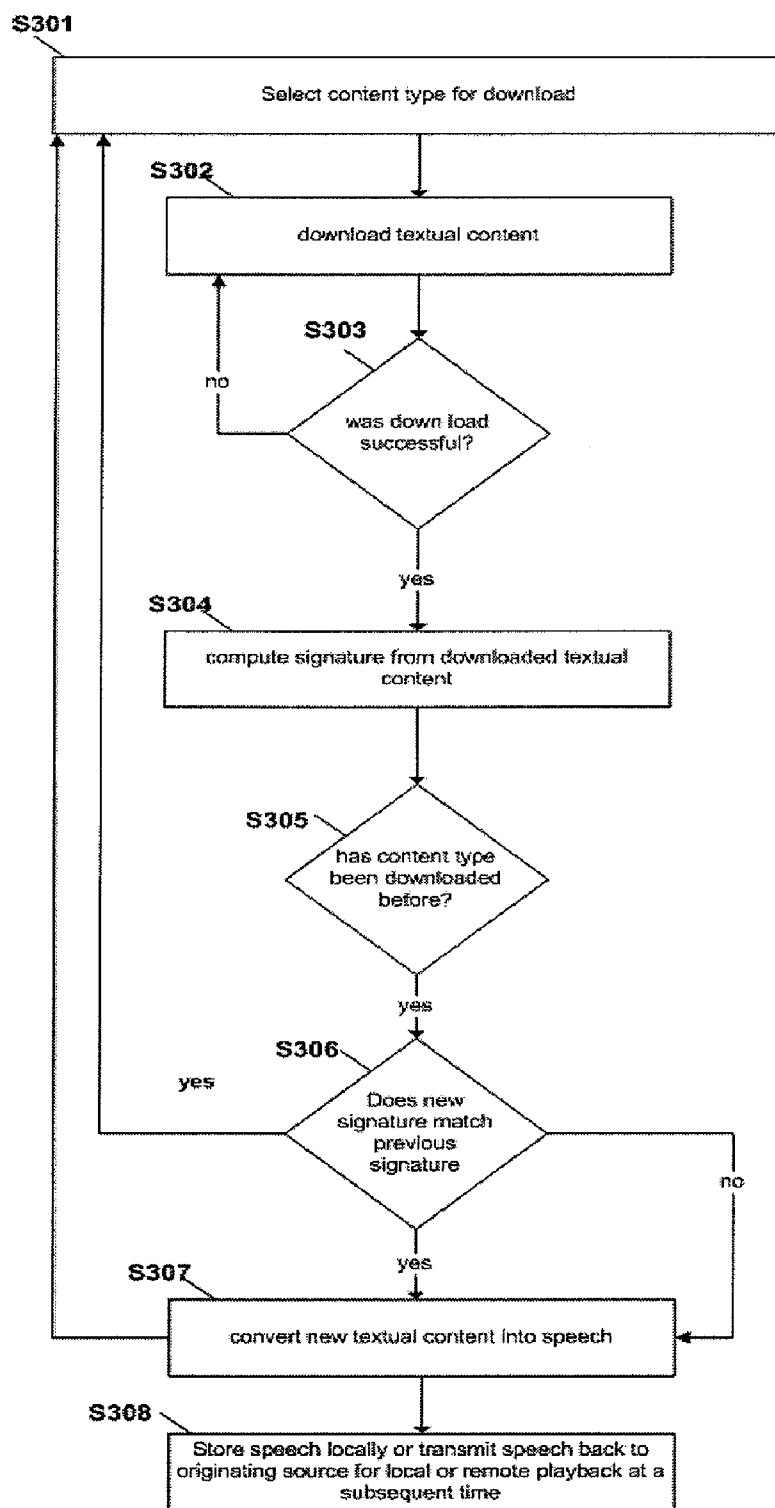 S301
Select content type for download
S302
download textual content
S303
no
was down load
successful?
yes
S304
compute signature from downloaded textual
content
S305
has content type
been downloaded
before?
yes
S306
yes
Does new
signature match
previous
signature
no
yes
S307
convert new textual content into speech
S308
Store speech locally or transmit speech back to
originating source for local or remote playback at a
subsequent time